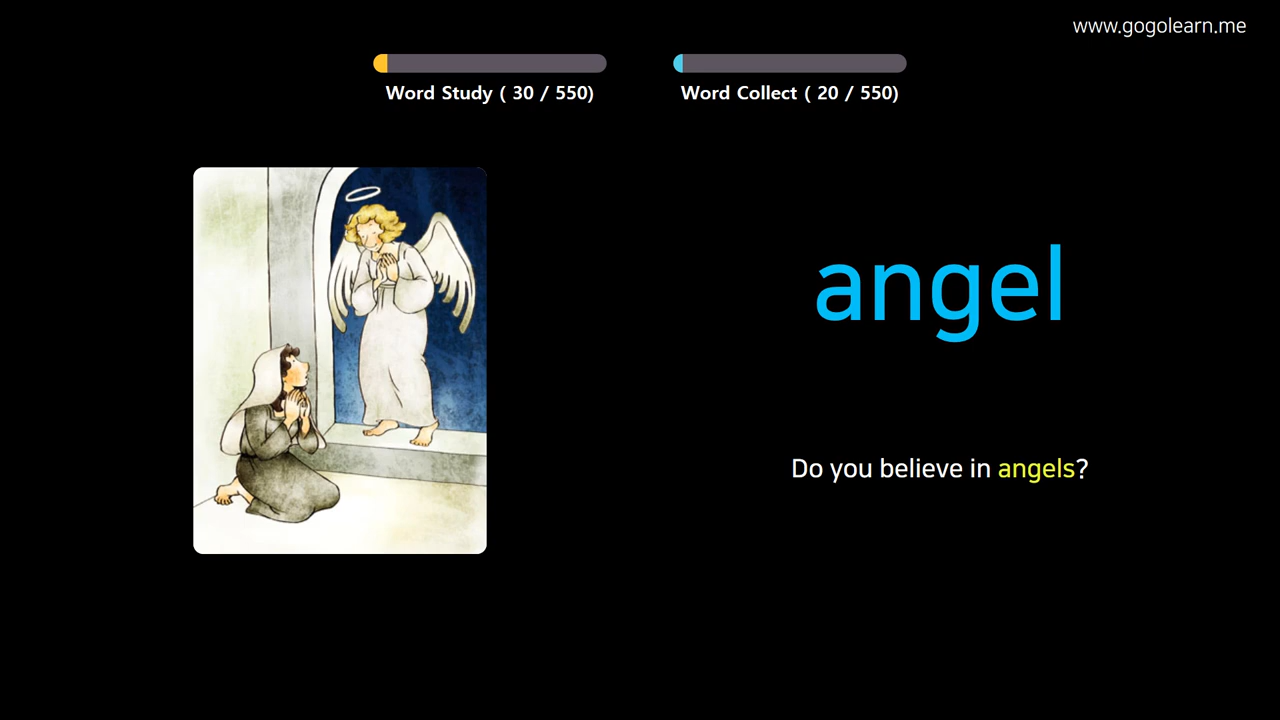 www.gogolearn.me
Word Study ( 30 / 550)
Word Collect ( 20 / 550)
angel
Do you believe in angels?